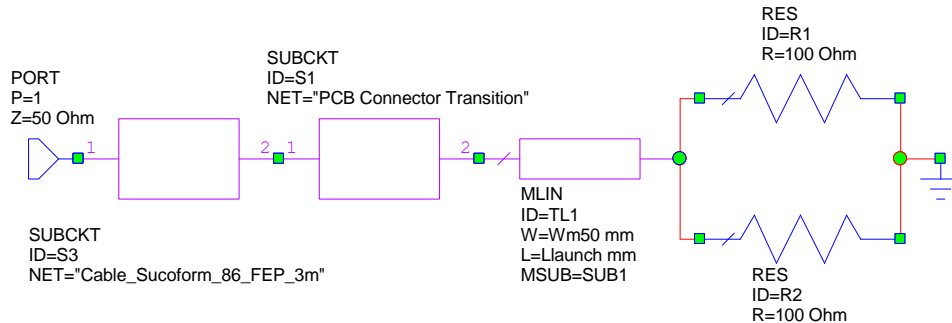 RES
ID=R1
R=100 Ohm
SUBCKT
ID=S1
NET="PCB Connector Transition"
PORT
P=1
Z=50 Ohm
1
2
1
2
MLIN
ID=TL1
W=Wm50 mm
L=Llaunch mm
MSUB=SUB1
SUBCKT
ID=S3
NET="Cable_Sucoform_86_FEP_3m"
RES
ID=R2
R=100 Ohm